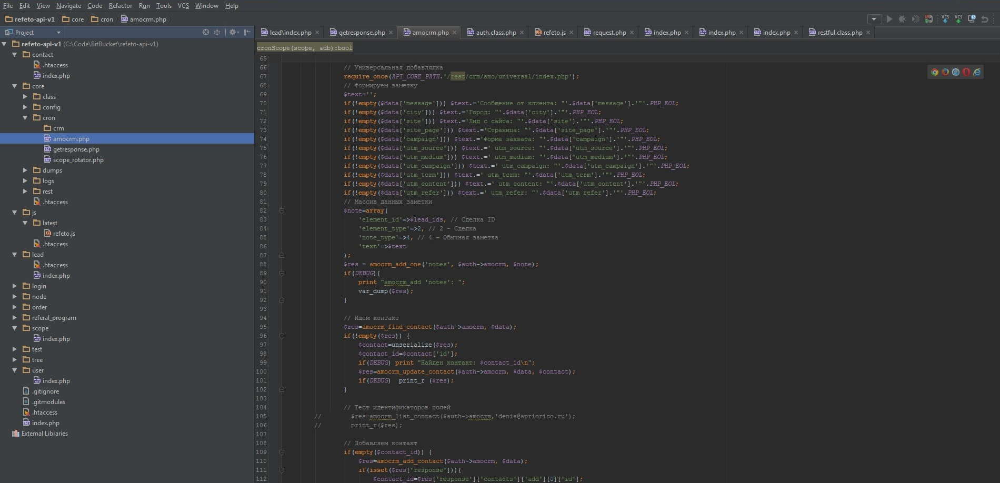 File Edit View Navigate Code Refactor Run Tools VCS Window Help
refeto-api-v1 core cron amocrm.php
Project
lead\index.php getresponse.php amocrm.php auth.class.php refeto.js request.php index.php index.php index.php restful.class.php
refeto-api-v1 (C:\Code\BitBucket\refeto-api-v1)
contact
.htaccess
index.php
core
class
config
cron
crm
amocrm.php
getresponse.php
scope_rotator.php
dumps
logs
rest
.htaccess
js
latest
refeto.js
.htaccess
lead
.htaccess
index.php
login
node
order
referal_program
scope
index.php
test
tree
user
index.php
.gitignore
.gitmodules
.htaccess
index.php
External Libraries
cronScope(scope, &db):bool
65
66 // Универсальная добавлялка
67 require_once(API_CORE_PATH.'/rest/crm/amo/universal/index.php');
68 // Формируем заметку
69 $text='';
70 if(!empty($data['message'])) $text.='Сообщение от клиента: "'.$data['message'].'"'.PHP_EOL;
71 if(!empty($data['city'])) $text.='Город: "'.$data['city'].'"'.PHP_EOL;
72 if(!empty($data['site'])) $text.='Лид с сайта: "'.$data['site'].'"'.PHP_EOL;
73 if(!empty($data['site_page'])) $text.='Страница: "'.$data['site_page'].'"'.PHP_EOL;
74 if(!empty($data['campaign'])) $text.='Форма захвата: "'.$data['campaign'].'"'.PHP_EOL;
75 if(!empty($data['utm_source'])) $text.=' utm_source: "'.$data['utm_source'].'"'.PHP_EOL;
76 if(!empty($data['utm_medium'])) $text.=' utm_medium: "'.$data['utm_medium'].'"'.PHP_EOL;
77 if(!empty($data['utm_campaign'])) $text.=' utm_campaign: "'.$data['utm_campaign'].'"'.PHP_EOL;
78 if(!empty($data['utm_term'])) $text.=' utm_term: "'.$data['utm_term'].'"'.PHP_EOL;
79 if(!empty($data['utm_content'])) $text.=' utm_content: "'.$data['utm_content'].'"'.PHP_EOL;
80 if(!empty($data['utm_refer'])) $text.=' utm_refer: "'.$data['utm_refer'].'"'.PHP_EOL;
81 // Массив данных заметки
82 $note=array(
83 'element_id'=>$lead_ids, // Сделка ID
84 'element_type'=>2, // 2 - Сделка
85 'note_type'=>4, // 4 - Обычная заметка
86 'text'=>$text
87 );
88 $res = amocrm_add_one('notes', $auth->amocrm, $note);
89 if(DEBUG){
90 print "amocrm_add 'notes': ";
91 var_dump($res);
92 }
93
94 // Ищем контакт
95 $res=amocrm_find_contact($auth->amocrm, $data);
96 if(!empty($res)) {
97 $contact=unserialize($res);
98 $contact_id=$contact['id'];
99 if(DEBUG) print "Найден контакт: $contact_id\n";
100 $res=amocrm_update_contact($auth->amocrm, $data, $contact);
101 if(DEBUG) print_r ($res);
102 }
103
104 // Тест идентификаторов полей
105 // $res=amocrm_list_contact($auth->amocrm,'denis@apriorico.ru');
106 // print_r($res);
107
108 // Добавляем контакт
109 if(empty($contact_id)) {
110 $res=amocrm_add_contact($auth->amocrm, $data);
111 if(isset($res['response'])){
112 $contact_id=$res['response']['contacts']['add'][0]['id'];